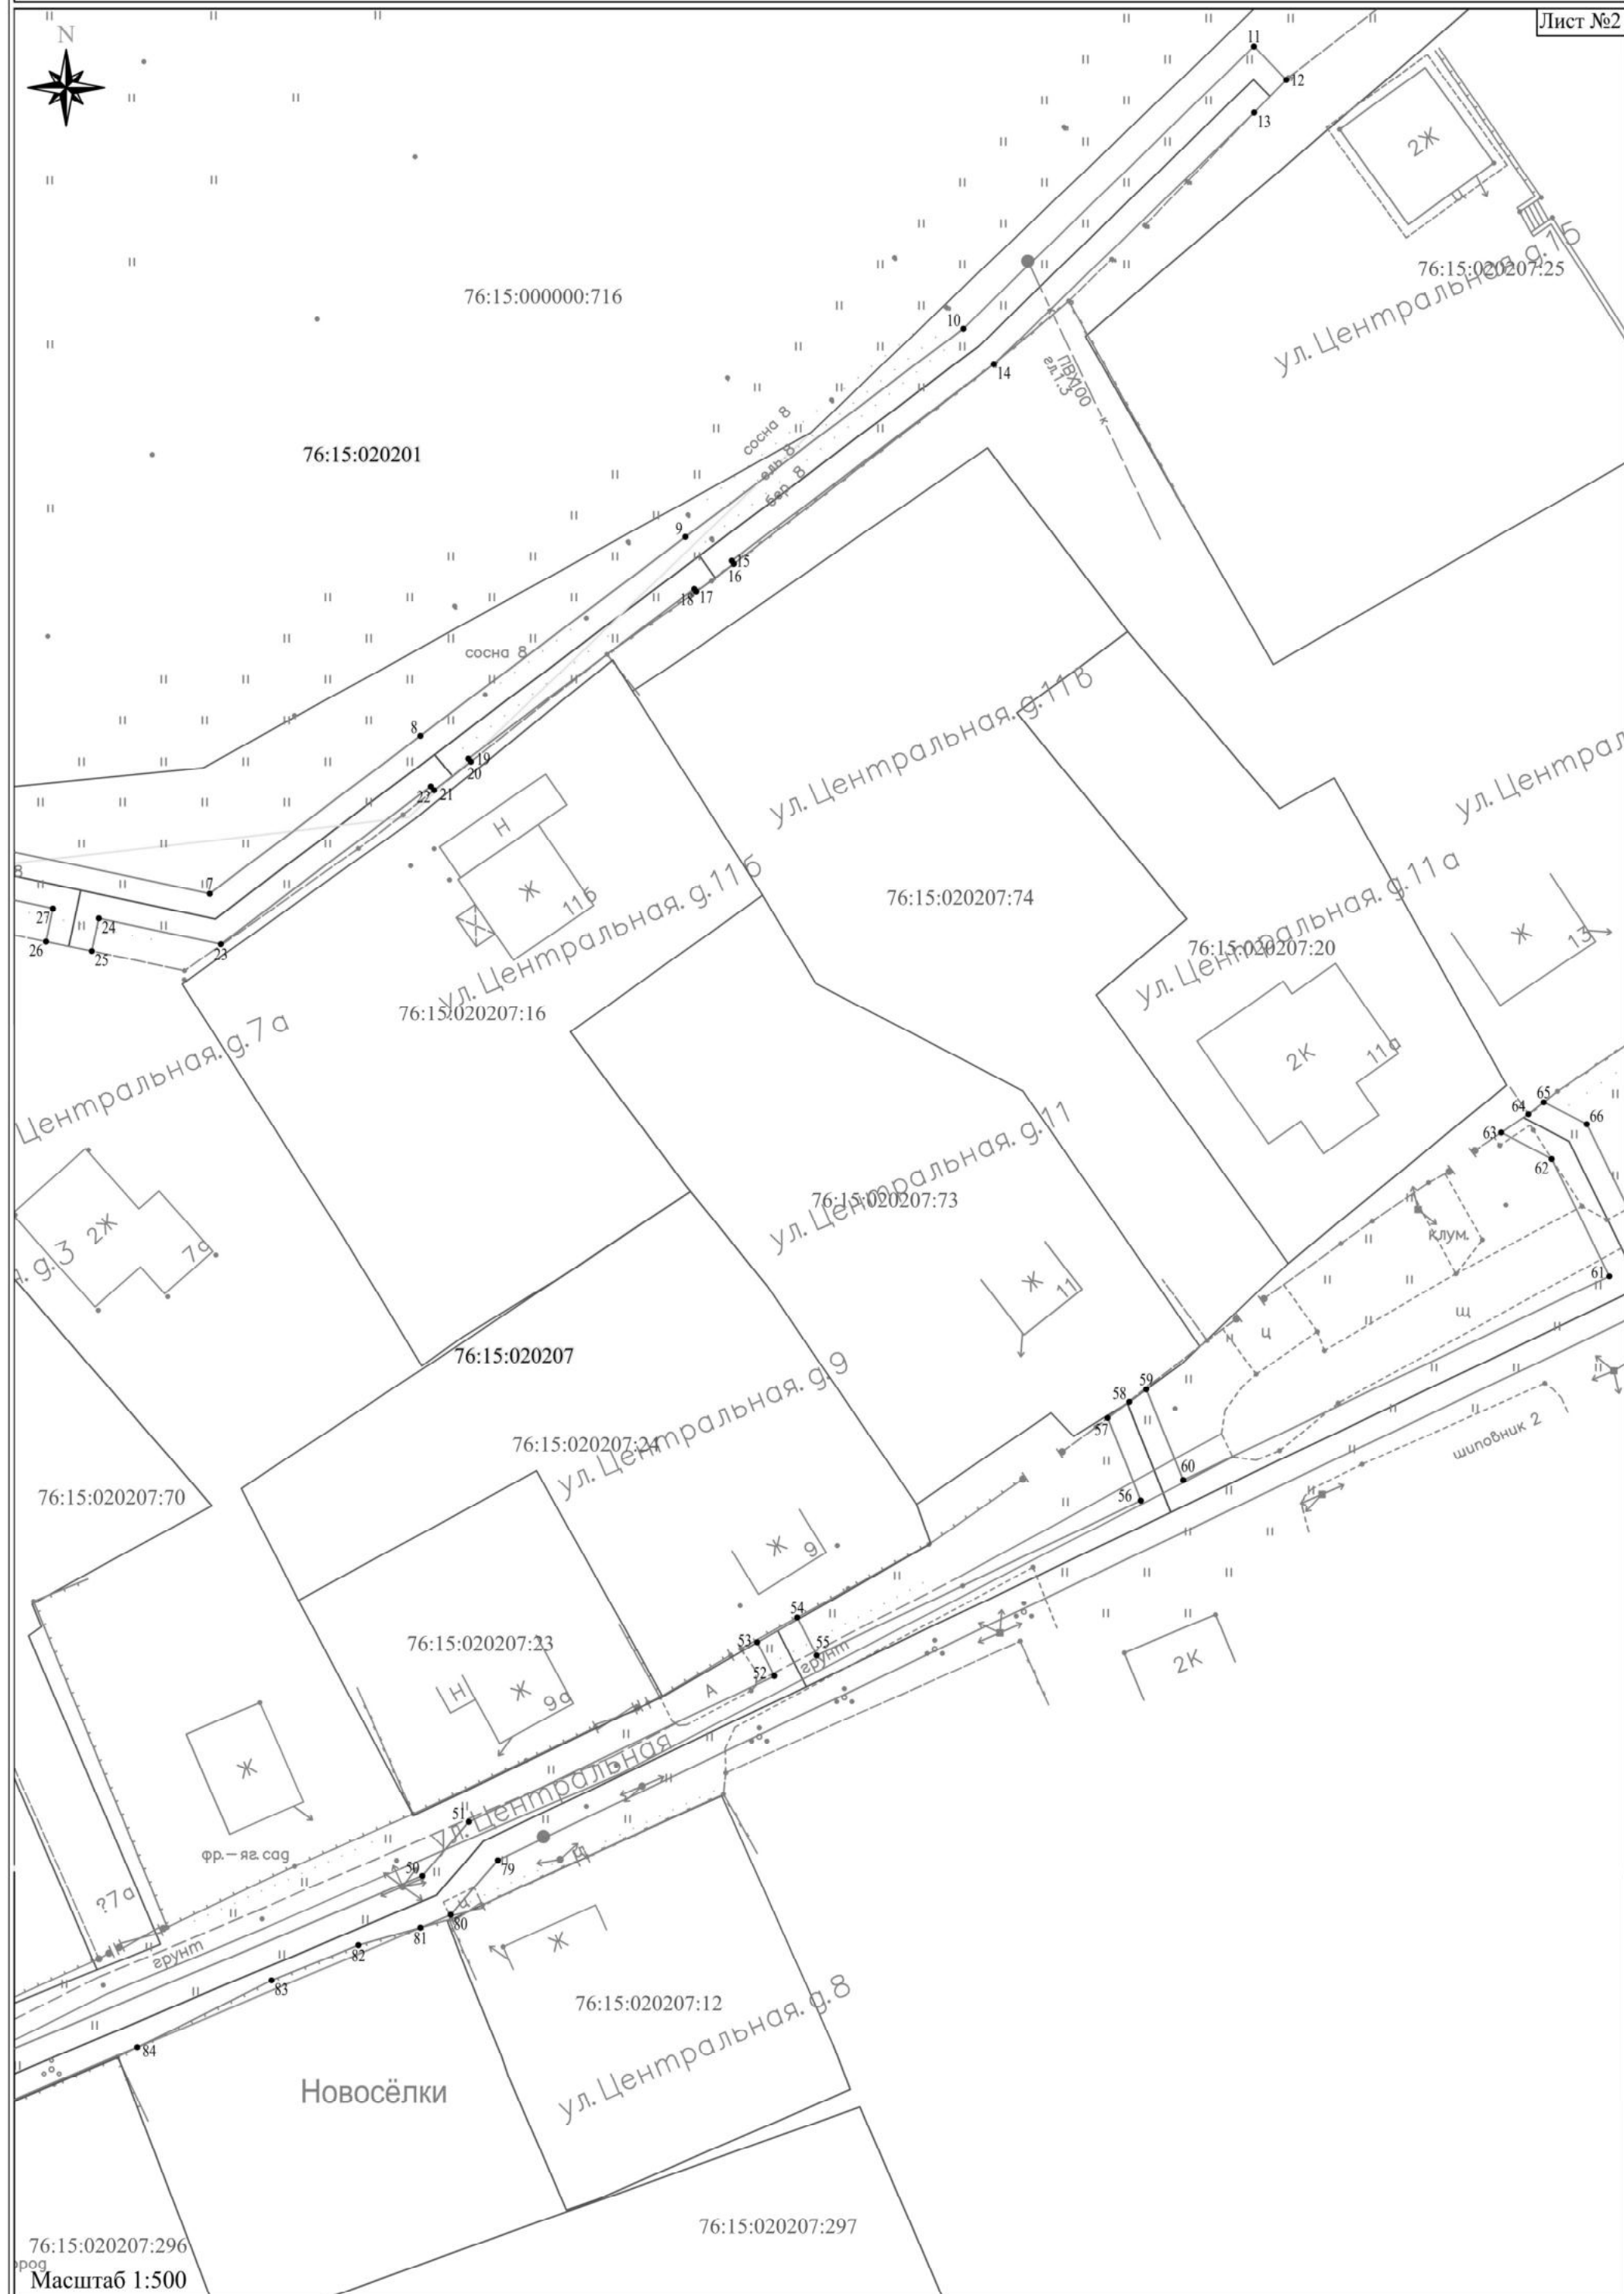 Лист №2
N
11
12
13
2Ж
ц
ул. Центральная. д.15
76:15:020207:25
76:15:000000:716
10
14
ПВХ100
гл.1.3
к
сосна 8
ель 8
бер. 8
76:15:020201
9
15
16
18
17
сосна 8
8
19
20
22
21
ул. Центральная. д.11в
Н
Ж
11б
ул. Центральная. д.11б
76:15:020207:74
ул. Центральная. д.11а
76:15:020207:20
Ж
13
7
8
27
24
26
25
23
76:15:020207:16
Центральная. д.7а
2К
11а
65
64
66
63
62
ул. Центральная. д.11
76:15:020207:73
2Ж
7а
д.3
клум.
Ж
11
61
щ
ц
76:15:020207
59
58
57
ул. Центральная. д.9
76:15:020207:24
шиповник 2
60
56
76:15:020207:70
Ж
9
54
53
55
52
грунт
76:15:020207:23
Н
Ж
9а
А
2К
ул. Центральная
Ж
51
фр.-яг. сад
50
79
?7а
ц
80
81
82
Ж
грунт
83
84
76:15:020207:12
ул. Центральная. д.8
Новосёлки
76:15:020207:297
76:15:020207:296
Масштаб 1:500